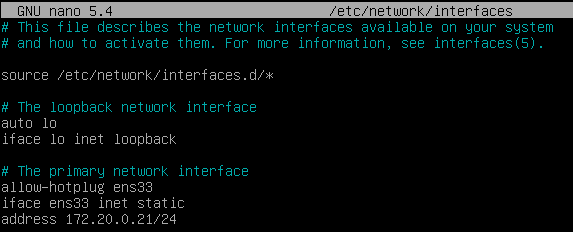 GNU nano 5.4 /etc/network/interfaces
# This file describes the network interfaces available on your system
# and how to activate them. For more information, see interfaces(5).
source /etc/network/interfaces.d/*
# The loopback network interface
auto lo
iface lo inet loopback
# The primary network interface
allow-hotplug ens33
iface ens33 inet static
address 172.20.0.21/24